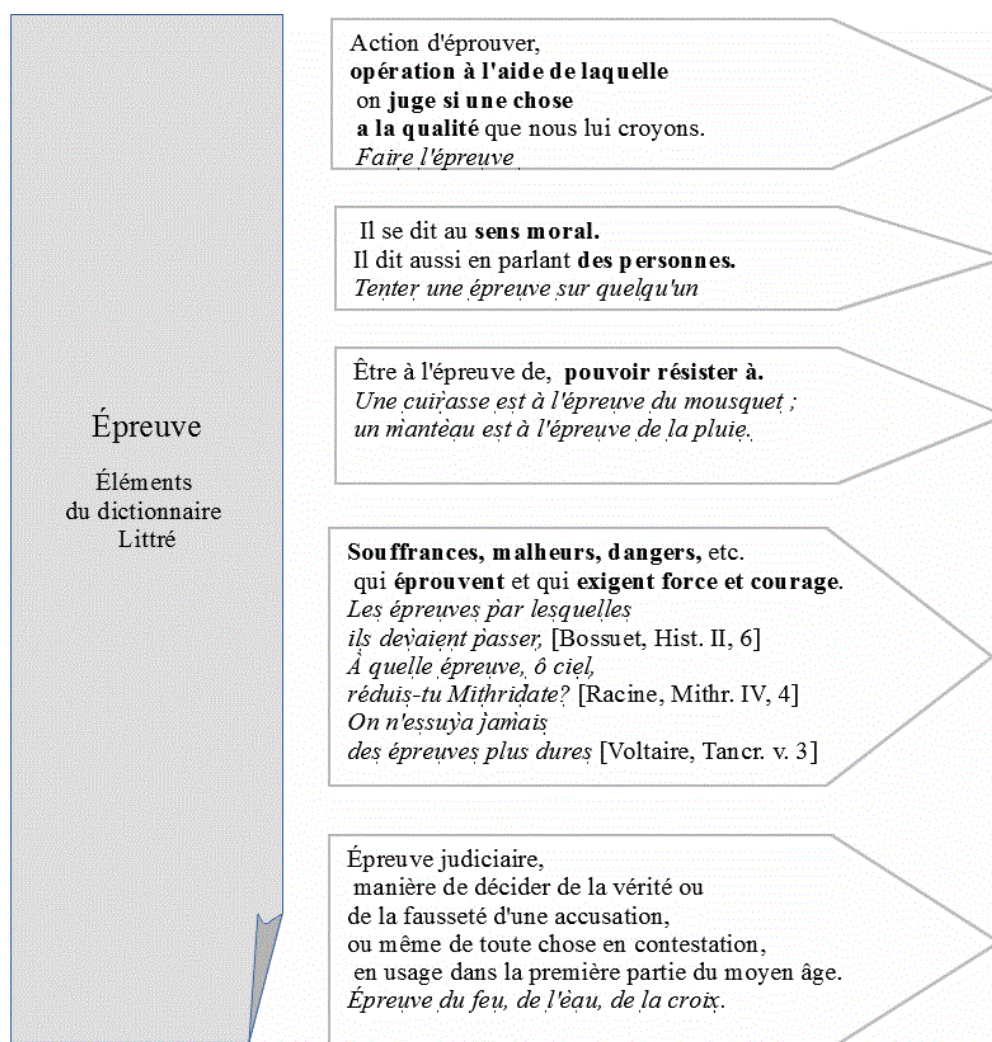 Épreuve
Éléments
du dictionnaire
Littré
Action d'éprouver,
opération à l'aide de laquelle
on juge si une chose
a la qualité que nous lui croyons.
Faire l'épreuve
Il se dit au sens moral.
Il dit aussi en parlant des personnes.
Tenter une épreuve sur quelqu'un
Être à l'épreuve de, pouvoir résister à.
Une cuirasse est à l'épreuve du mousquet ;
un manteau est à l'épreuve de la pluie.
Souffrances, malheurs, dangers, etc.
qui éprouvent et qui exigent force et courage.
Les épreuves par lesquelles
ils devaient passer, [Bossuet, Hist. II, 6]
À quelle épreuve, ô ciel,
réduis-tu Mithridate? [Racine, Mithr. IV, 4]
On n'essuya jamais
des épreuves plus dures [Voltaire, Tancr. v. 3]
Épreuve judiciaire,
manière de décider de la vérité ou
de la fausseté d'une accusation,
ou même de toute chose en contestation,
en usage dans la première partie du moyen âge.
Épreuve du feu, de l'eau, de la croix.